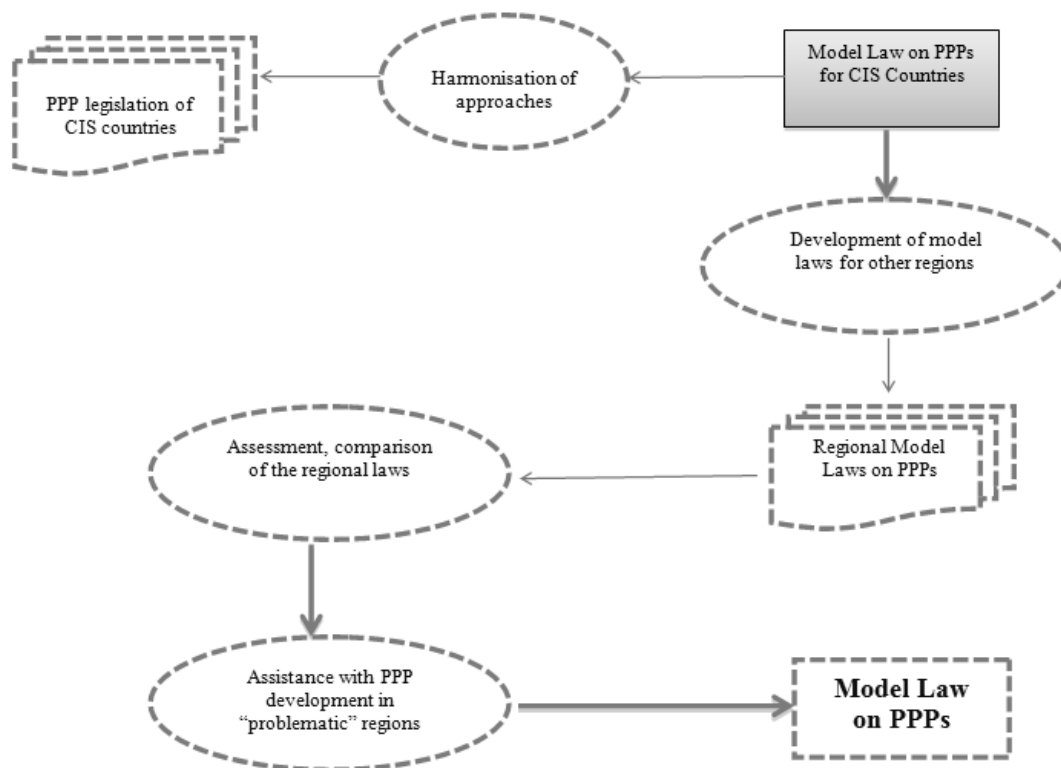 Model Law on PPPs
for CIS Countries
Harmonisation of
approaches
PPP legislation of
CIS countries
Development of model
laws for other regions
Regional Model
Laws on PPPs
Assessment, comparison
of the regional laws
Assistance with PPP
development in
“problematic” regions
Model Law
on PPPs